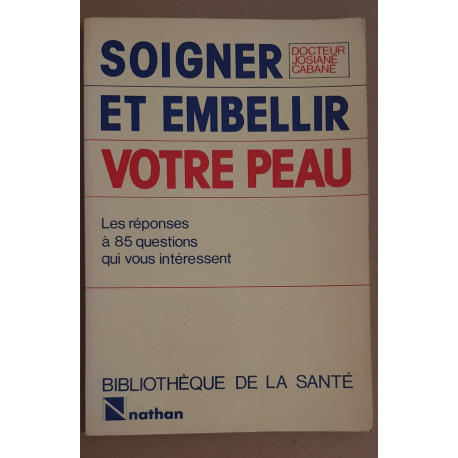 SOIGNER
DOCTEUR
JOSIANE
CABANE
ET EMBELLIR
VOTRE PEAU
Les réponses
à 85 questions
qui vous intéressent
BIBLIOTHÈQUE DE LA SANTÉ
nathan